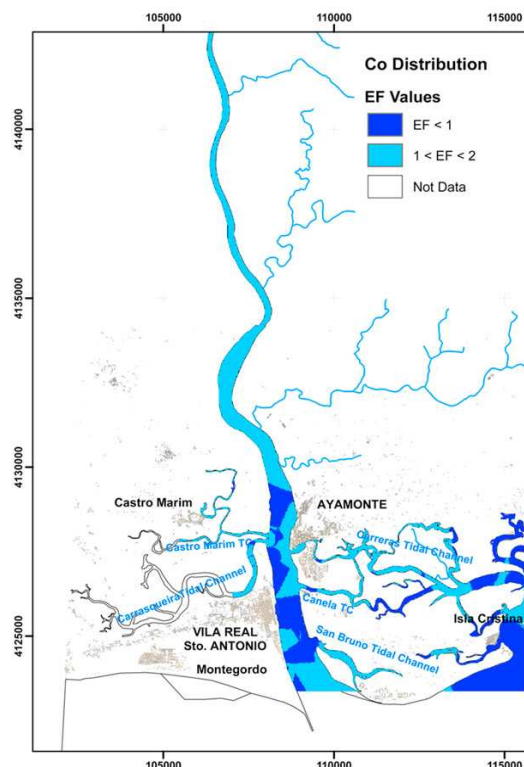 105000 110000 115000
Co Distribution
EF Values
EF < 1
1 < EF < 2
Not Data
4140000
4135000
4130000
4125000
Castro Marim
AYAMONTE
Castro Marim TC
Carreras Tidal Channel
Carrasqueira Tidal Channel
Canela TC
Isla Cristina
VILA REAL
Sto. ANTONIO
San Bruno Tidal Channel
Montegordo
105000 110000 115000